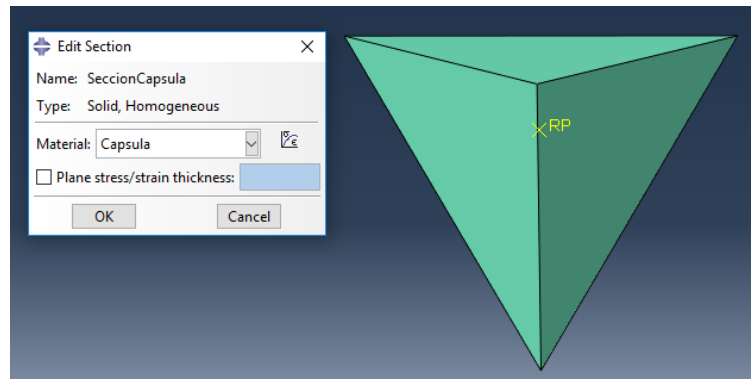 Edit Section
Name: SeccionCapsula
Type: Solid, Homogeneous
Material: Capsula
Plane stress/strain thickness:
OK Cancel
RP